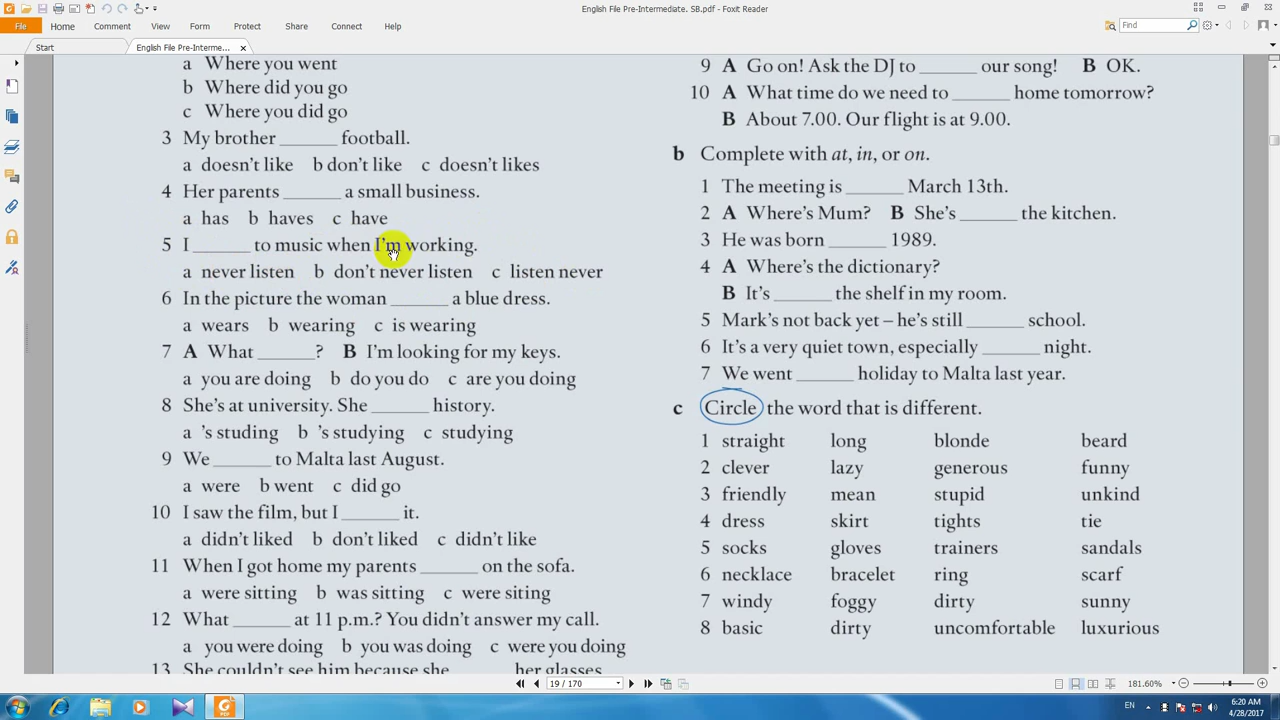 English File Pre-Intermediate. SB.pdf - Foxit Reader
File Home Comment View Form Protect Share Connect Help
Find
Start
English File Pre-Interme...
a Where you went
b Where did you go
c Where you did go
3 My brother ______ football.
a doesn't like b don't like c doesn't likes
4 Her parents ______ a small business.
a has b haves c have
5 I ______ to music when I'm working.
a never listen b don't never listen c listen never
6 In the picture the woman ______ a blue dress.
a wears b wearing c is wearing
7 A What ______? B I'm looking for my keys.
a you are doing b do you do c are you doing
8 She's at university. She ______ history.
a 's studing b 's studying c studying
9 We ______ to Malta last August.
a were b went c did go
10 I saw the film, but I ______ it.
a didn't liked b don't liked c didn't like
11 When I got home my parents ______ on the sofa.
a were sitting b was sitting c were siting
12 What ______ at 11 p.m.? You didn't answer my call.
a you were doing b you was doing c were you doing
13 She couldn't see him because she ______ her glasses
9 A Go on! Ask the DJ to ______ our song! B OK.
10 A What time do we need to ______ home tomorrow?
B About 7.00. Our flight is at 9.00.
b Complete with at, in, or on.
1 The meeting is ______ March 13th.
2 A Where's Mum? B She's ______ the kitchen.
3 He was born ______ 1989.
4 A Where's the dictionary?
B It's ______ the shelf in my room.
5 Mark's not back yet – he's still ______ school.
6 It's a very quiet town, especially ______ night.
7 We went ______ holiday to Malta last year.
c Circle the word that is different.
1 straight long blonde beard
2 clever lazy generous funny
3 friendly mean stupid unkind
4 dress skirt tights tie
5 socks gloves trainers sandals
6 necklace bracelet ring scarf
7 windy foggy dirty sunny
8 basic dirty uncomfortable luxurious
19 / 170
181.60%
6:20 AM
4/28/2017